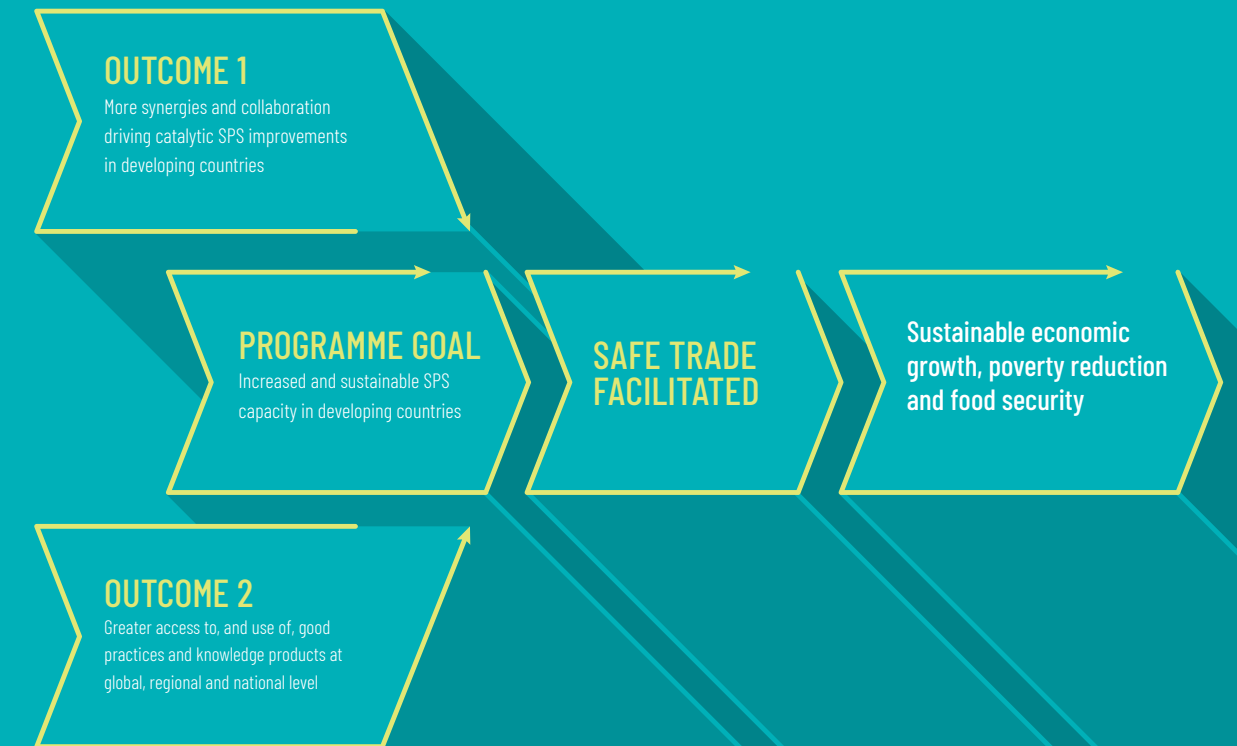 OUTCOME 1
More synergies and collaboration
driving catalytic SPS improvements
in developing countries
PROGRAMME GOAL
Increased and sustainable SPS
capacity in developing countries
SAFE TRADE
FACILITATED
Sustainable economic
growth, poverty reduction
and food security
OUTCOME 2
Greater access to, and use of, good
practices and knowledge products at
global, regional and national level